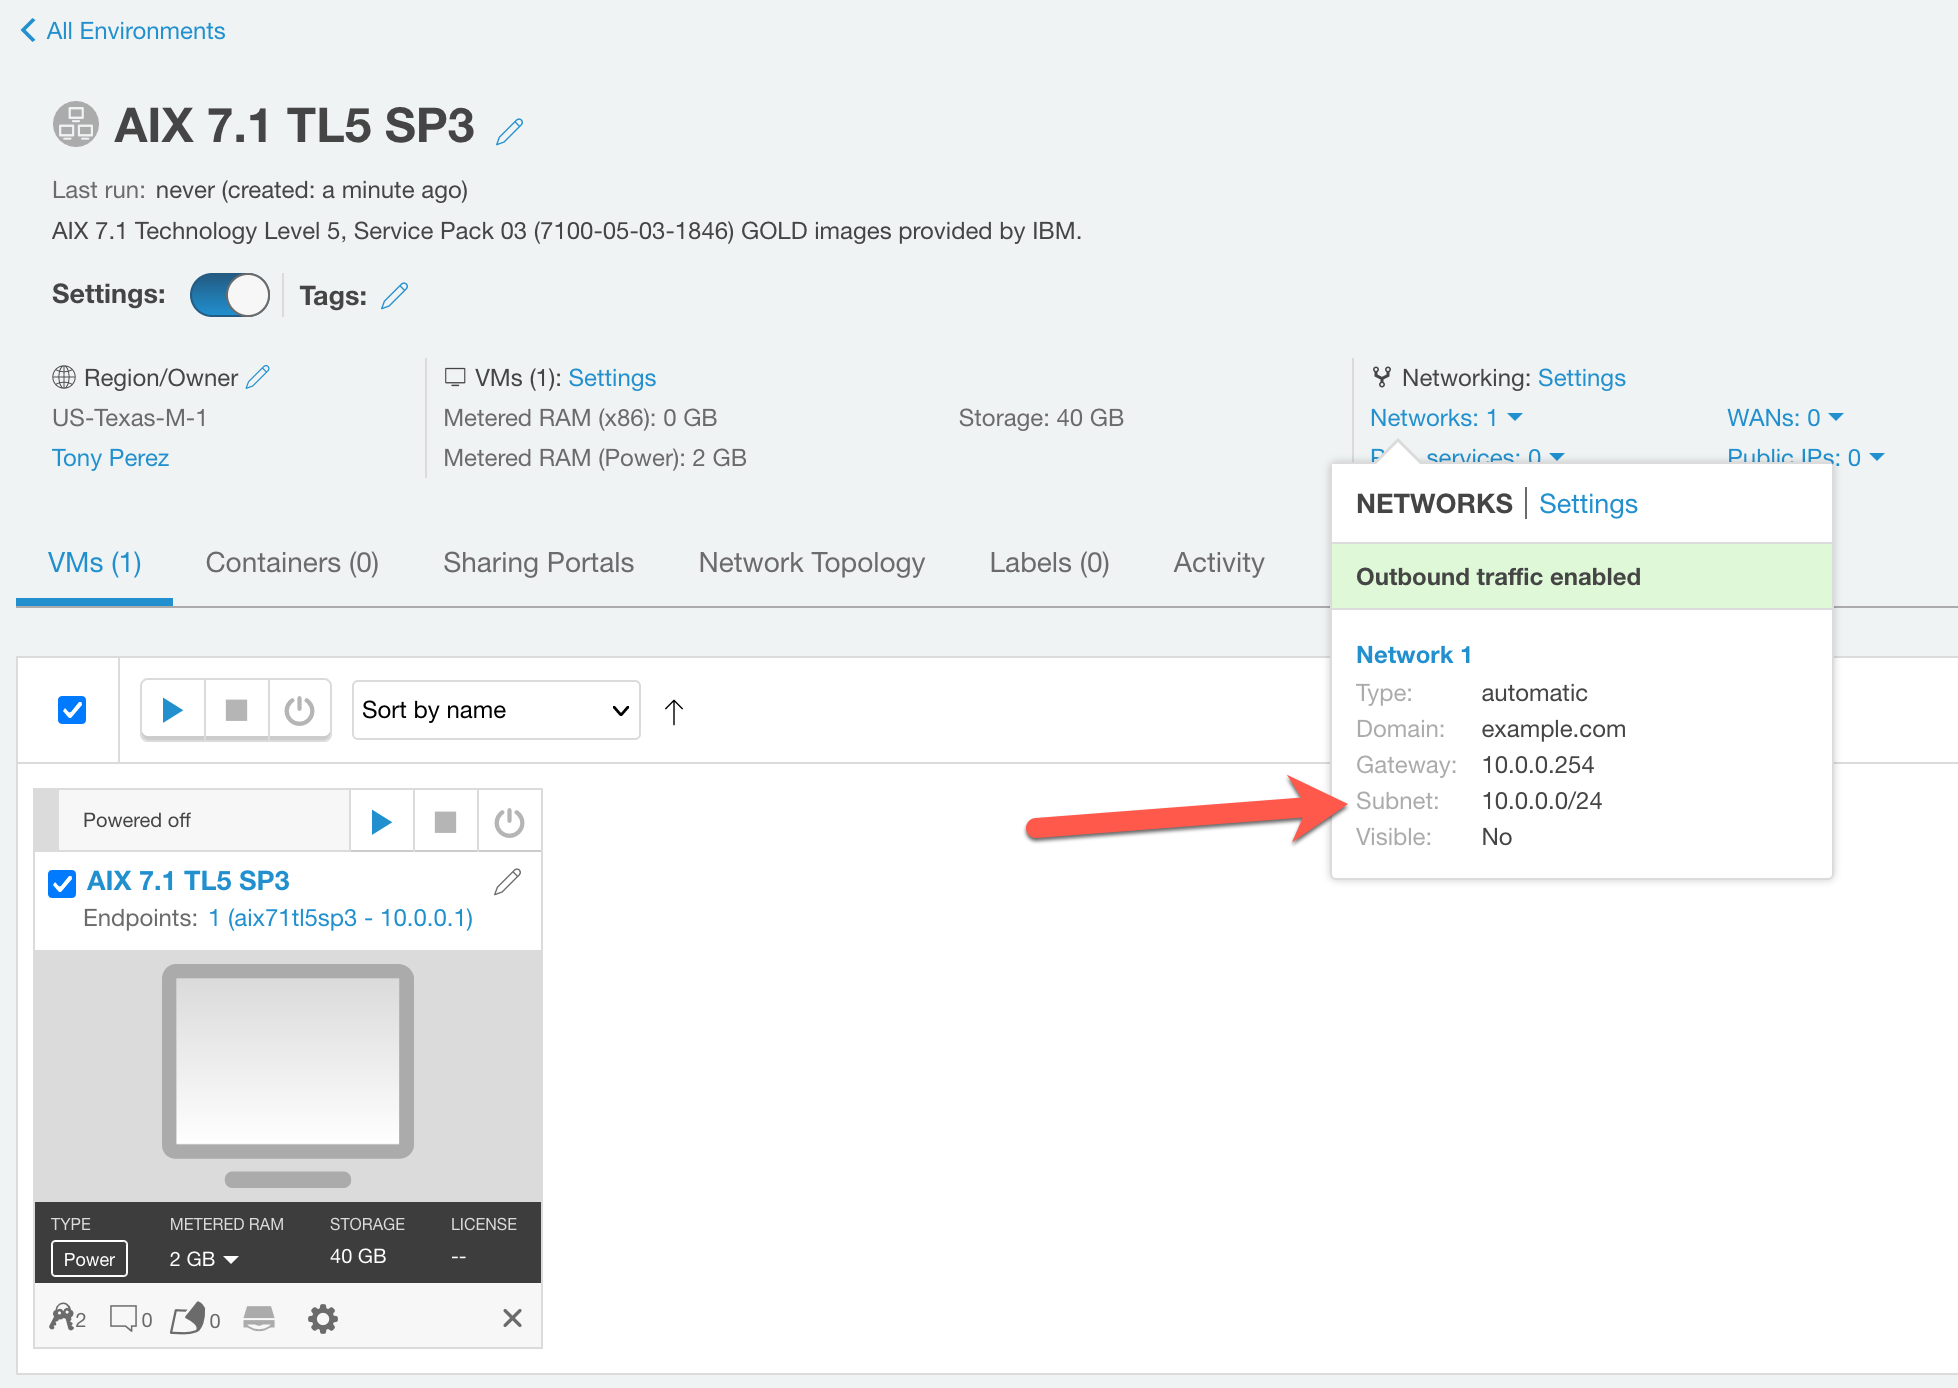 All Environments
AIX 7.1 TL5 SP3
Last run: never (created: a minute ago)
AIX 7.1 Technology Level 5, Service Pack 03 (7100-05-03-1846) GOLD images provided by IBM.
Settings: Tags:
Region/Owner
US-Texas-M-1
Tony Perez
VMs (1): Settings
Metered RAM (x86): 0 GB
Metered RAM (Power): 2 GB
Storage: 40 GB
Networking: Settings
Networks: 1
WANs: 0
services: 0
Public IPs: 0
NETWORKS Settings
Outbound traffic enabled
Network 1
Type: automatic
Domain: example.com
Gateway: 10.0.0.254
Subnet: 10.0.0.0/24
Visible: No
VMs (1) Containers (0) Sharing Portals Network Topology Labels (0) Activity
Sort by name
Powered off
AIX 7.1 TL5 SP3
Endpoints: 1 (aix71tl5sp3 - 10.0.0.1)
TYPE METERED RAM STORAGE LICENSE
Power 2 GB 40 GB --
2 0 0